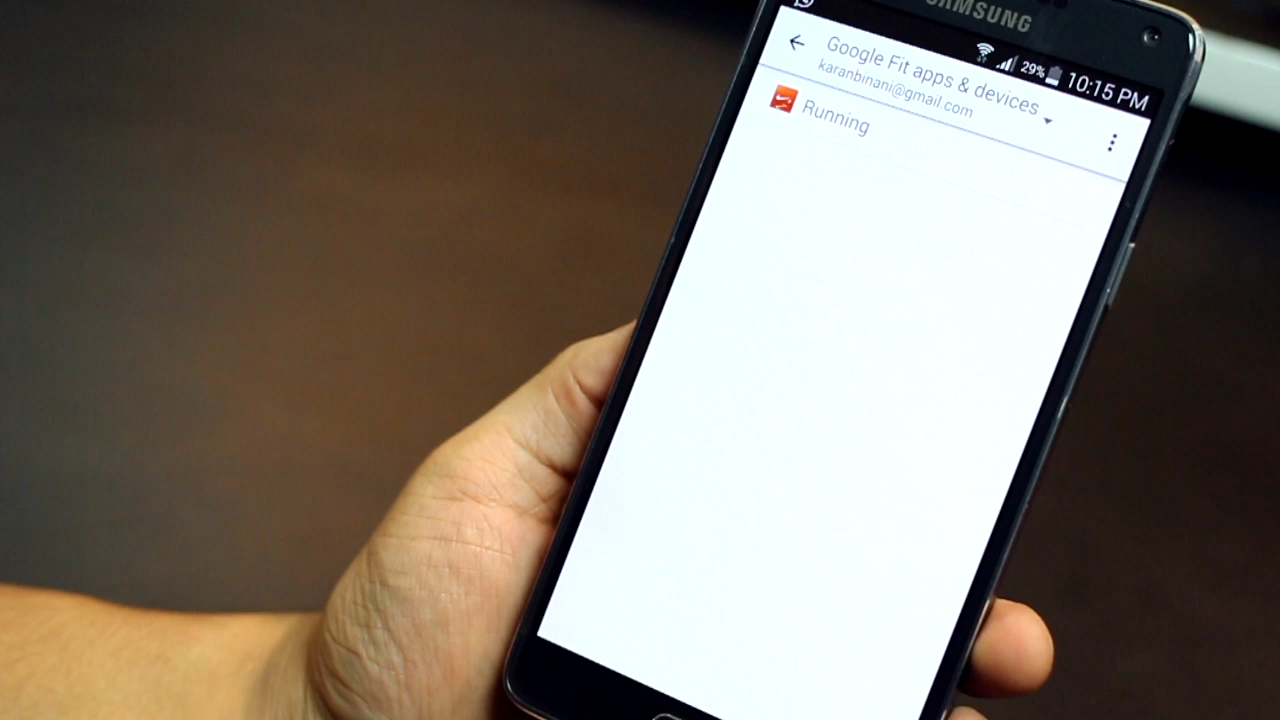 SAMSUNG
29% 10:15 PM
Google Fit apps & devices
karanbinani@gmail.com
Running